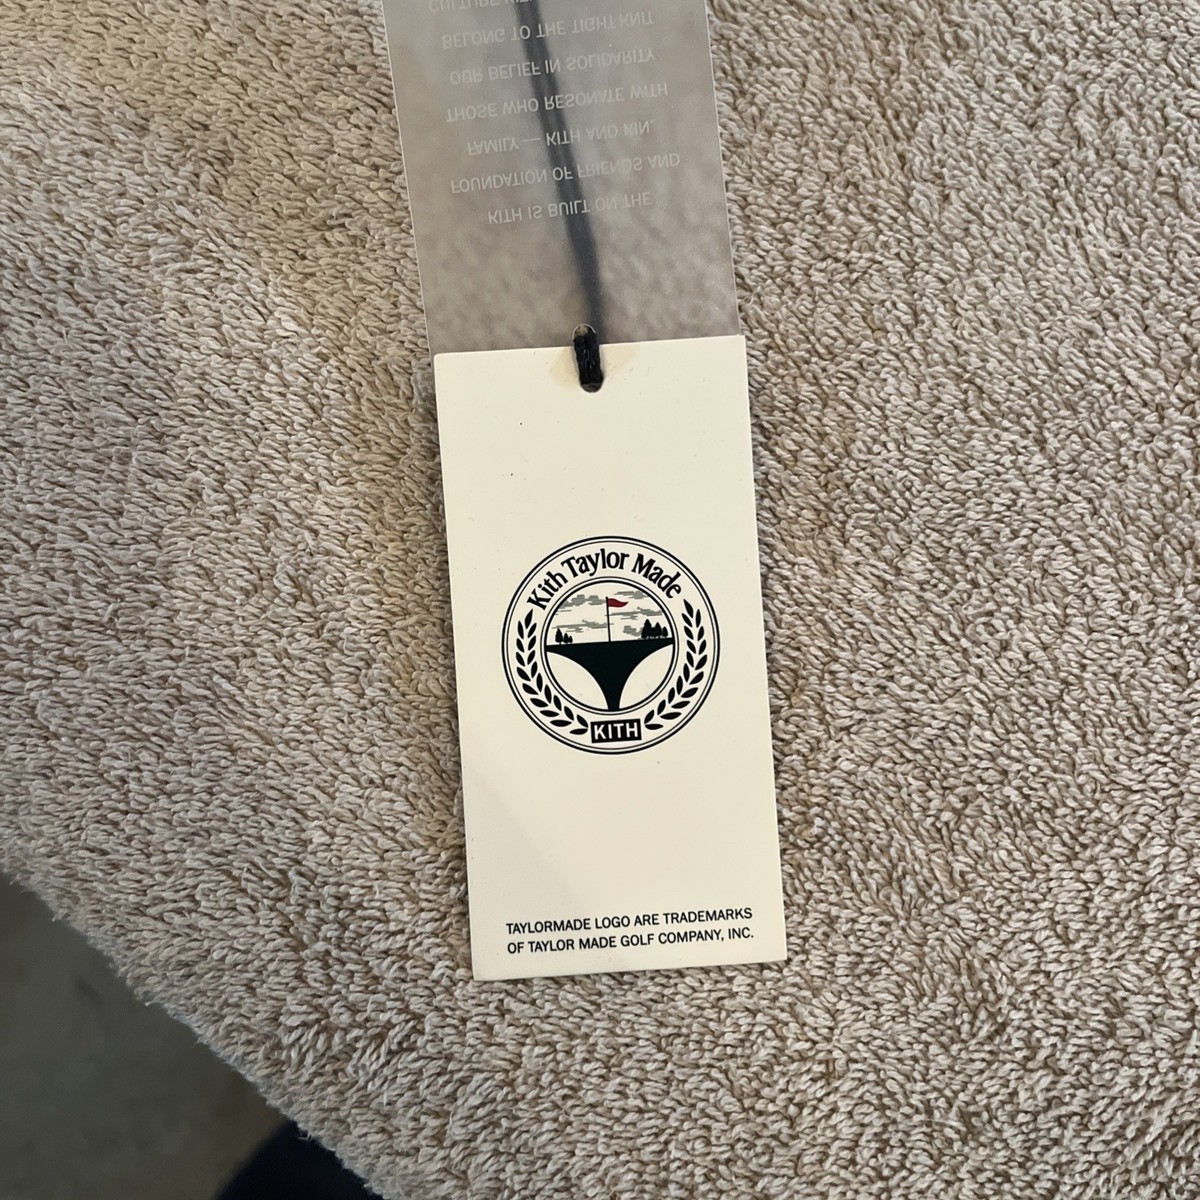 KITH IS BUILT ON THE
FOUNDATION OF FRIENDS AND
FAMILY — KITH AND KIN.
THOSE WHO RESONATE WITH
OUR BELIEF IN SOLIDARITY
BELONG TO THE TIGHT-KNIT
CULTURE
Kith Taylor Made
KITH
TAYLORMADE LOGO ARE TRADEMARKS
OF TAYLOR MADE GOLF COMPANY, INC.